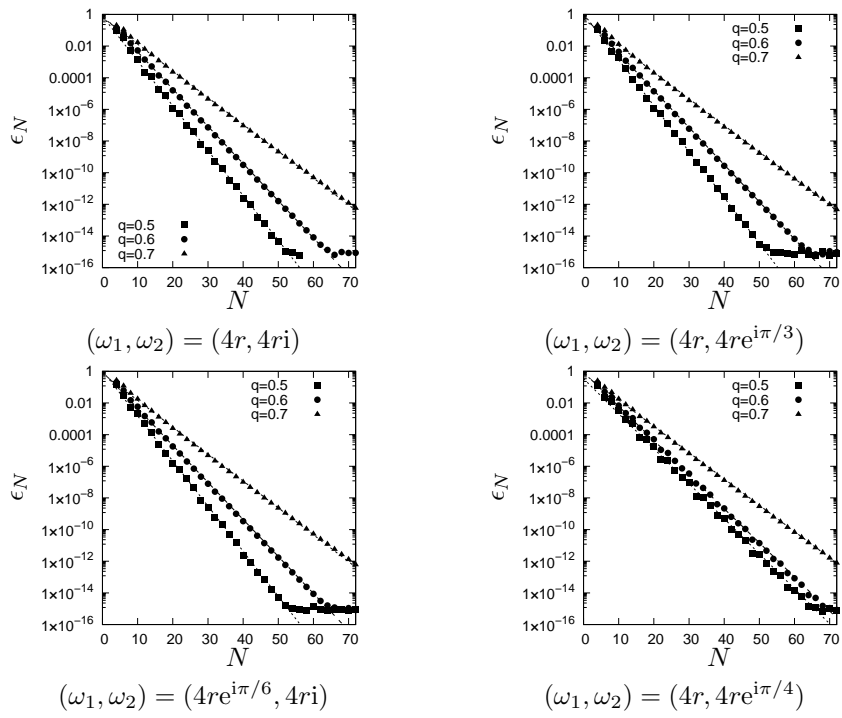 1
0.01
0.0001
1×10⁻⁶
1×10⁻⁸
1×10⁻¹⁰
1×10⁻¹²
1×10⁻¹⁴
1×10⁻¹⁶
ϵ_N
q=0.5
q=0.6
q=0.7
0 10 20 30 40 50 60 70
N
(ω₁, ω₂) = (4r, 4ri)
1
0.01
0.0001
1×10⁻⁶
1×10⁻⁸
1×10⁻¹⁰
1×10⁻¹²
1×10⁻¹⁴
1×10⁻¹⁶
ϵ_N
q=0.5
q=0.6
q=0.7
0 10 20 30 40 50 60 70
N
(ω₁, ω₂) = (4r, 4re^{iπ/3})
1
0.01
0.0001
1×10⁻⁶
1×10⁻⁸
1×10⁻¹⁰
1×10⁻¹²
1×10⁻¹⁴
1×10⁻¹⁶
ϵ_N
q=0.5
q=0.6
q=0.7
0 10 20 30 40 50 60 70
N
(ω₁, ω₂) = (4re^{iπ/6}, 4ri)
1
0.01
0.0001
1×10⁻⁶
1×10⁻⁸
1×10⁻¹⁰
1×10⁻¹²
1×10⁻¹⁴
1×10⁻¹⁶
ϵ_N
q=0.5
q=0.6
q=0.7
0 10 20 30 40 50 60 70
N
(ω₁, ω₂) = (4r, 4re^{iπ/4})